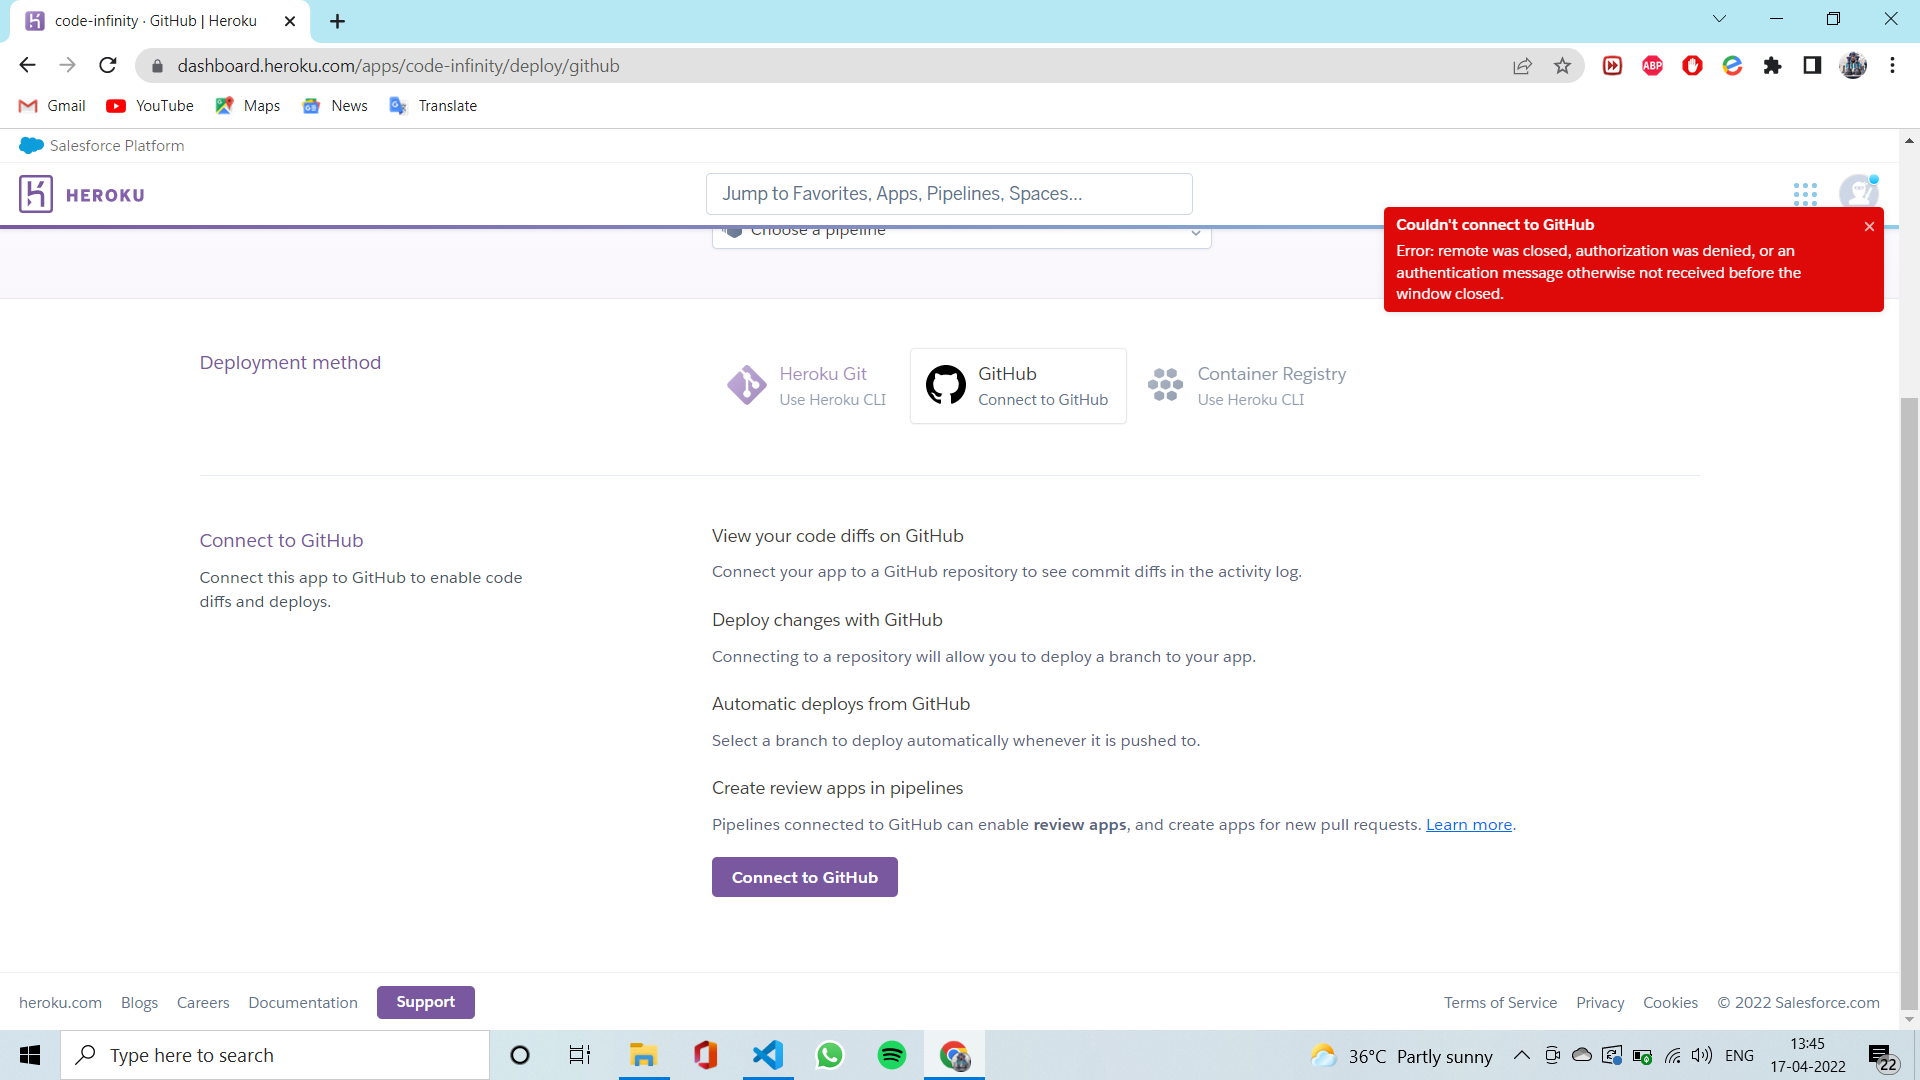 code-infinity · GitHub | Heroku
dashboard.heroku.com/apps/code-infinity/deploy/github
ABP
Gmail YouTube Maps News Translate
Salesforce Platform
HEROKU
Jump to Favorites, Apps, Pipelines, Spaces...
Choose a pipeline
Couldn't connect to GitHub
Error: remote was closed, authorization was denied, or an
authentication message otherwise not received before the
window closed.
Deployment method
Heroku Git
Use Heroku CLI
GitHub
Connect to GitHub
Container Registry
Use Heroku CLI
Connect to GitHub
Connect this app to GitHub to enable code
diffs and deploys.
View your code diffs on GitHub
Connect your app to a GitHub repository to see commit diffs in the activity log.
Deploy changes with GitHub
Connecting to a repository will allow you to deploy a branch to your app.
Automatic deploys from GitHub
Select a branch to deploy automatically whenever it is pushed to.
Create review apps in pipelines
Pipelines connected to GitHub can enable review apps, and create apps for new pull requests. Learn more.
Connect to GitHub
heroku.com Blogs Careers Documentation Support
Terms of Service Privacy Cookies © 2022 Salesforce.com
Type here to search
36°C Partly sunny
ENG
13:45
17-04-2022
22